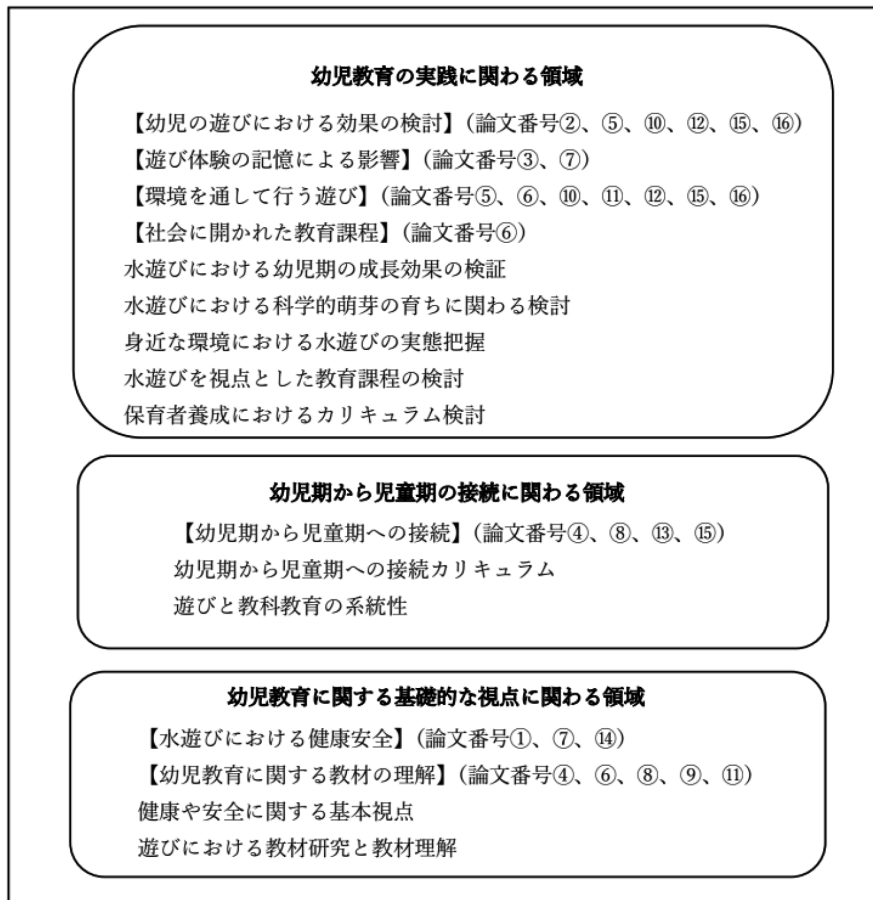 幼児教育の実践に関わる領域
【幼児の遊びにおける効果の検討】（論文番号②、⑤、⑩、⑫、⑮、⑯）
【遊び体験の記憶による影響】（論文番号③、⑦）
【環境を通して行う遊び】（論文番号⑤、⑥、⑩、⑪、⑫、⑮、⑯）
【社会に開かれた教育課程】（論文番号⑥）
水遊びにおける幼児期の成長効果の検証
水遊びにおける科学的萌芽の育ちに関わる検討
身近な環境における水遊びの実態把握
水遊びを視点とした教育課程の検討
保育者養成におけるカリキュラム検討
幼児期から児童期の接続に関わる領域
【幼児期から児童期への接続】（論文番号④、⑧、⑬、⑮）
幼児期から児童期への接続カリキュラム
遊びと教科教育の系統性
幼児教育に関する基礎的な視点に関わる領域
【水遊びにおける健康安全】（論文番号①、⑦、⑭）
【幼児教育に関する教材の理解】（論文番号④、⑥、⑧、⑨、⑪）
健康や安全に関する基本視点
遊びにおける教材研究と教材理解